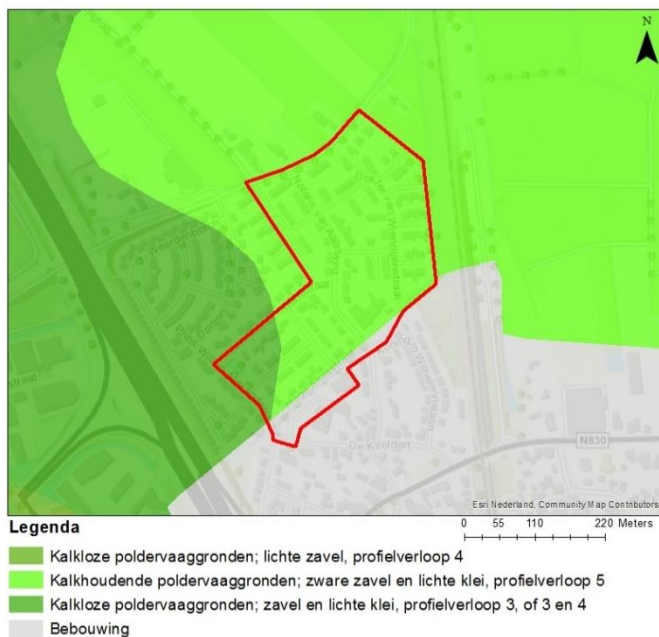 N
N830
De Koeldert
Esri Nederland, Community Map Contributors
Legenda
0 55 110 220 Meters
Kalkloze poldervaaggronden; lichte zavel, profielverloop 4
Kalkhoudende poldervaaggronden; zware zavel en lichte klei, profielverloop 5
Kalkloze poldervaaggronden; zavel en lichte klei, profielverloop 3, of 3 en 4
Bebouwing